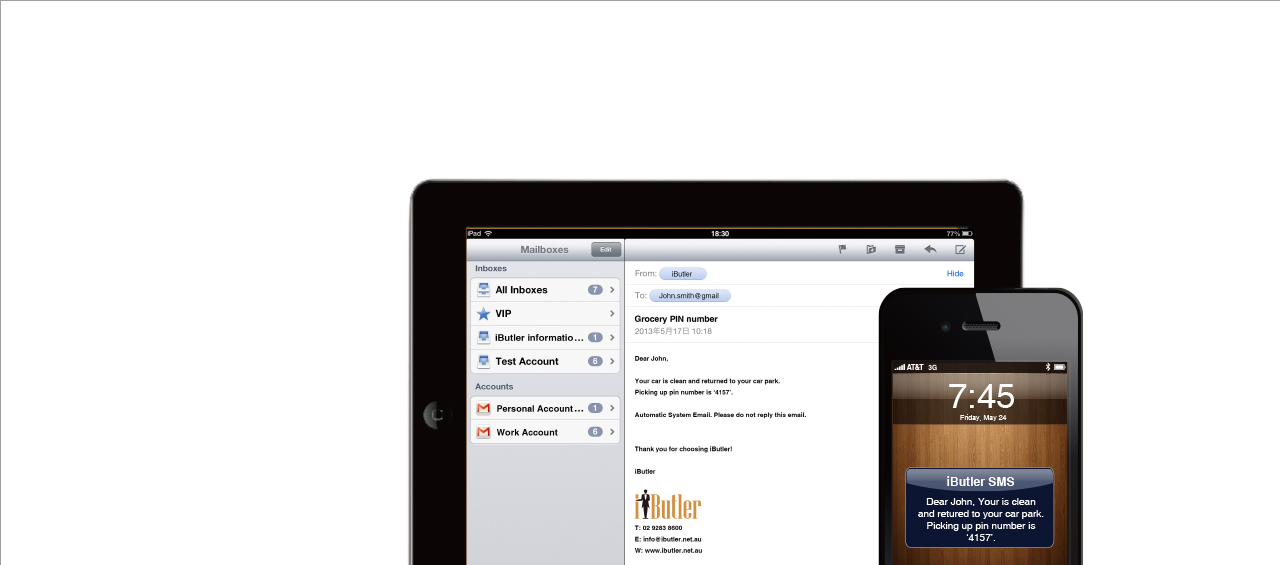 iPad 18:30 77%
Mailboxes Edit
Inboxes
All Inboxes 7
VIP
iButler informatio... 1
Test Account 6
Accounts
Personal Account... 1
Work Account 6
From: iButler Hide
To: John.smith@gmail
Grocery PIN number
2013年5月17日 10:18
Dear John,
Your car is clean and returned to your car park.
Picking up pin number is '4157'.
Automatic System Email. Please do not reply this email.
Thank you for choosing iButler!
iButler
iButler
T: 02 9283 8600
E: info@ibutler.net.au
W: www.ibutler.net.au
AT&T 3G
7:45
Friday, May 24
iButler SMS
Dear John, Your is clean
and retured to your car park.
Picking up pin number is
'4157'.